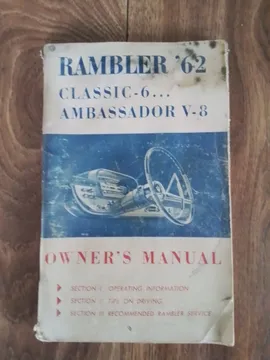 RAMBLER '62
CLASSIC-6...
AMBASSADOR V-8
OWNER'S MANUAL
SECTION I OPERATING INFORMATION
SECTION II TIPS ON DRIVING
SECTION III RECOMMENDED RAMBLER SERVICE